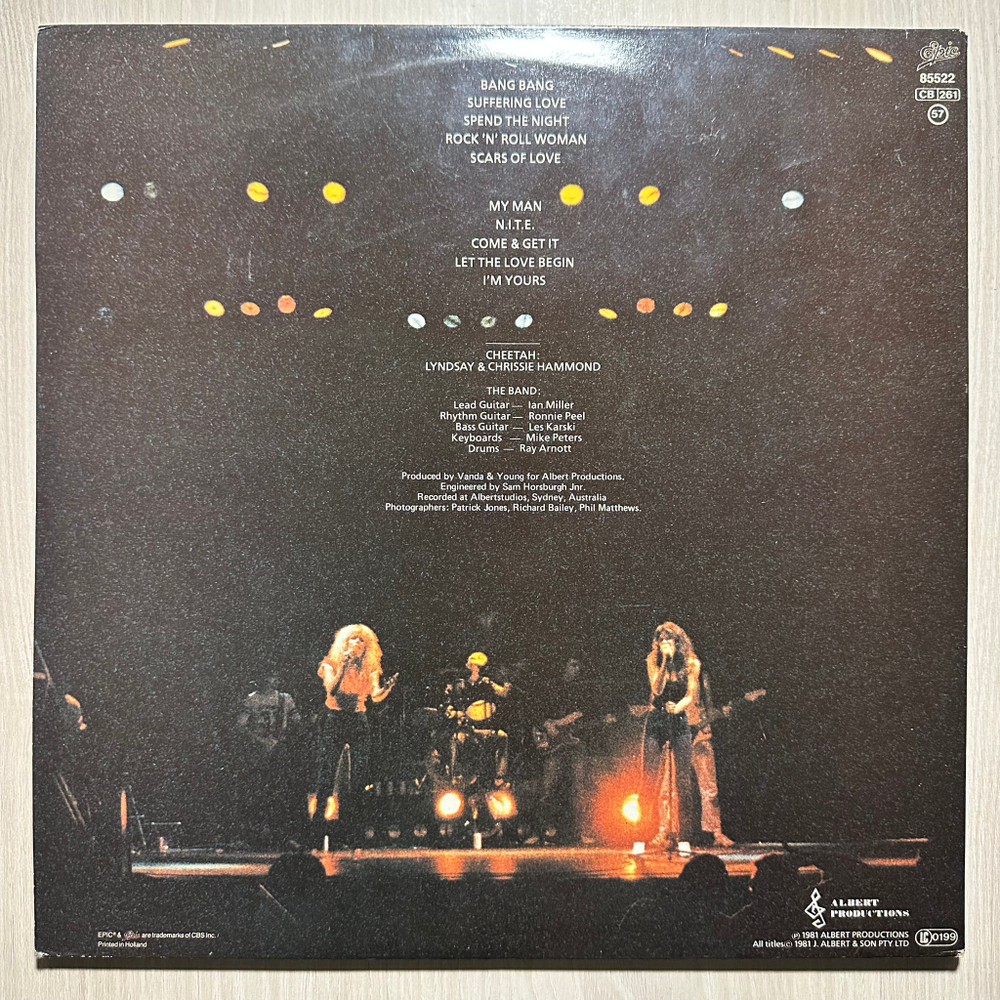 Epic
85522
CB 261
57
BANG BANG
SUFFERING LOVE
SPEND THE NIGHT
ROCK 'N' ROLL WOMAN
SCARS OF LOVE
MY MAN
N.I.T.E.
COME & GET IT
LET THE LOVE BEGIN
I'M YOURS
CHEETAH:
LYNDSAY & CHRISSIE HAMMOND
THE BAND:
Lead Guitar — Ian Miller
Rhythm Guitar — Ronnie Peel
Bass Guitar — Les Karski
Keyboards — Mike Peters
Drums — Ray Arnott
Produced by Vanda & Young for Albert Productions.
Engineered by Sam Horsburgh Jnr.
Recorded at Albertstudios, Sydney, Australia
Photographers: Patrick Jones, Richard Bailey, Phil Matthews.
ALBERT
PRODUCTIONS
EPIC® & Epic are trademarks of CBS Inc. /
Printed in Holland
℗ 1981 ALBERT PRODUCTIONS
All titles © 1981 J. ALBERT & SON PTY LTD
LC 0199